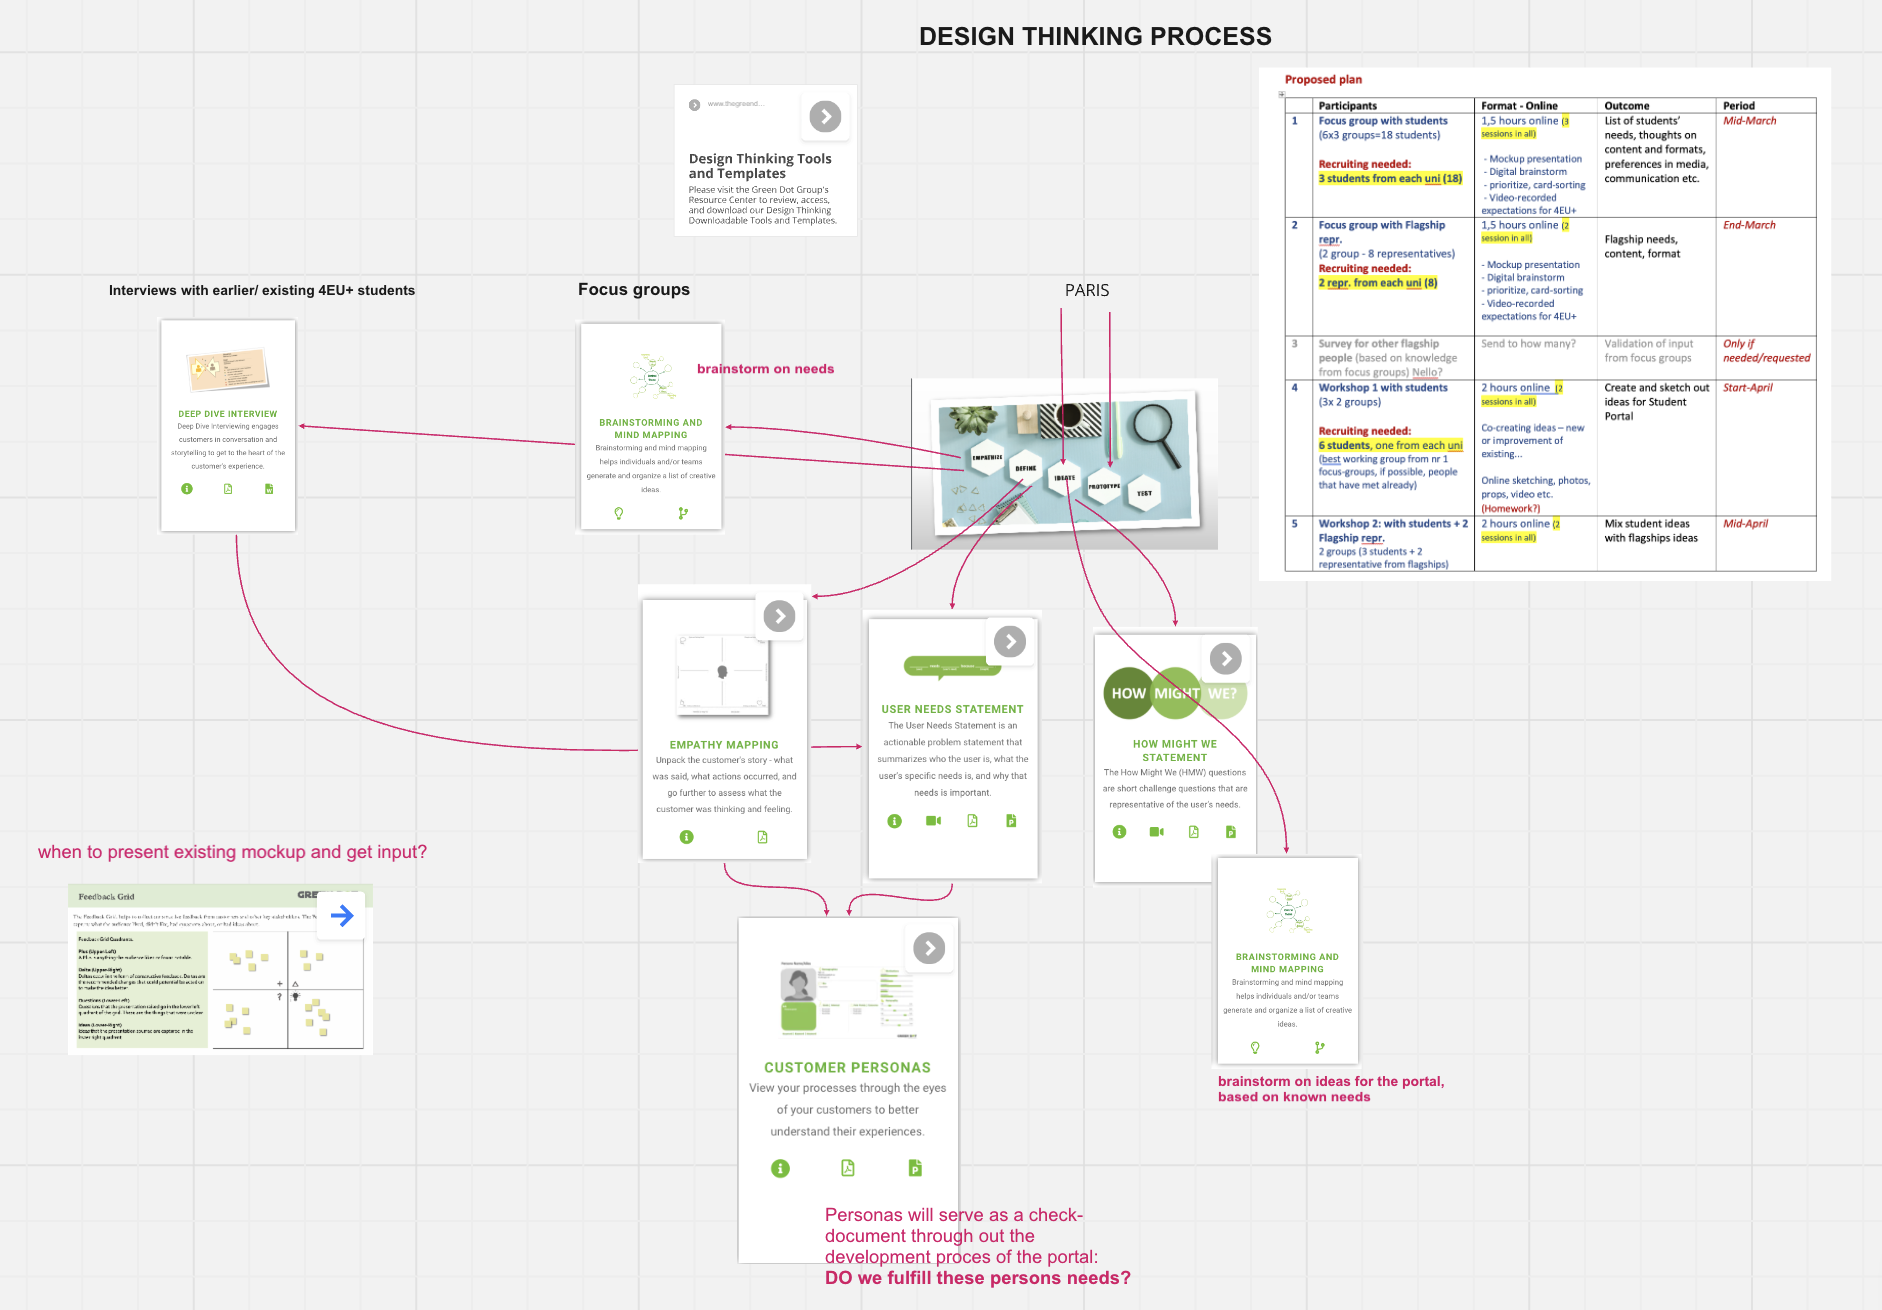 DESIGN THINKING PROCESS
www.thegreend...
Design Thinking Tools
and Templates
Please visit the Green Dot Group's
Resource Center to review, access,
and download our Design Thinking
Downloadable Tools and Templates.
Proposed plan
Participants
Format - Online
Outcome
Period
1
Focus group with students
(6x3 groups=18 students)
Recruiting needed:
3 students from each uni (18)
1,5 hours online (3
sessions in all)
- Mockup presentation
- Digital brainstorm
- prioritize, card-sorting
- Video-recorded
expectations for 4EU+
List of students'
needs, thoughts on
content and formats,
preferences in media,
communication etc.
Mid-March
2
Focus group with Flagship
repr.
(2 group - 8 representatives)
Recruiting needed:
2 repr. from each uni (8)
1,5 hours online (2
session in all)
- Mockup presentation
- Digital brainstorm
- prioritize, card-sorting
- Video-recorded
expectations for 4EU+
Flagship needs,
content, format
End-March
3
Survey for other flagship
people (based on knowledge
from focus groups) Nello?
Send to how many?
Validation of input
from focus groups
Only if
needed/requested
4
Workshop 1 with students
(3x 2 groups)
Recruiting needed:
6 students, one from each uni
(best working group from nr 1
focus-groups, if possible, people
that have met already)
2 hours online (2
sessions in all)
Co-creating ideas – new
or improvement of
existing...
Online sketching, photos,
props, video etc.
(Homework?)
Create and sketch out
ideas for Student
Portal
Start-April
5
Workshop 2: with students + 2
Flagship repr.
2 groups (3 students + 2
representative from flagships)
2 hours online (2
sessions in all)
Mix student ideas
with flagships ideas
Mid-April
Interviews with earlier/ existing 4EU+ students
Focus groups
PARIS
DEEP DIVE INTERVIEW
Deep Dive Interviewing engages
customers in conversation and
storytelling to get to the heart of the
customer's experience.
brainstorm on needs
BRAINSTORMING AND
MIND MAPPING
Brainstorming and mind mapping
helps individuals and/or teams
generate and organize a list of creative
ideas.
EMPATHIZE
DEFINE
IDEATE
PROTOTYPE
TEST
EMPATHY MAPPING
Unpack the customer's story - what
was said, what actions occurred, and
go further to assess what the
customer was thinking and feeling.
USER NEEDS STATEMENT
The User Needs Statement is an
actionable problem statement that
summarizes who the user is, what the
user's specific needs is, and why that
needs is important.
HOW MIGHT WE?
HOW MIGHT WE
STATEMENT
The How Might We (HMW) questions
are short challenge questions that are
representative of the user's needs.
when to present existing mockup and get input?
Feedback Grid
GRE
Feedback Grid Quadrants:
Plus (Upper-Left)
Delta (Upper-Right)
Questions (Lower-Left)
Ideas (Lower-Right)
CUSTOMER PERSONAS
View your processes through the eyes
of your customers to better
understand their experiences.
Personas will serve as a check-
document through out the
development proces of the portal:
DO we fulfill these persons needs?
BRAINSTORMING AND
MIND MAPPING
Brainstorming and mind mapping
helps individuals and/or teams
generate and organize a list of creative
ideas.
brainstorm on ideas for the portal,
based on known needs